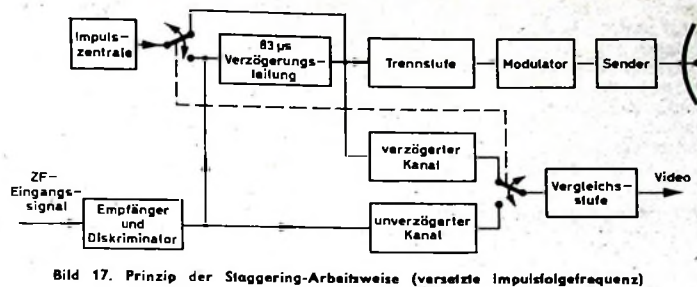 Impuls-
zentrale
83 µs
Verzögerungs-
leitung
Trennstufe
Modulator
Sender
verzögerter
Kanal
unverzögerter
Kanal
Vergleichs-
stufe
Video
ZF-
Eingangs-
signal
Empfänger
und
Diskriminator
Bild 17. Prinzip der Staggering-Arbeitsweise (versetzte Impulsfolgefrequenz)